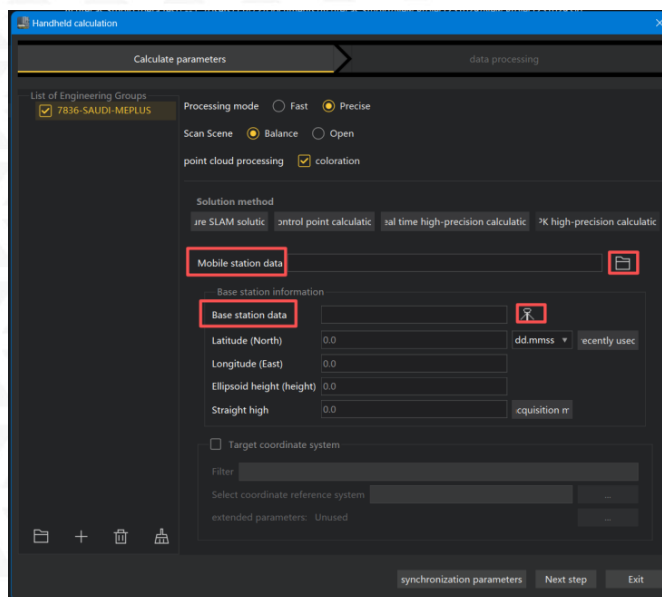 Handheld calculation
Calculate parameters
data processing
List of Engineering Groups
7836-SAUDI-MEPLUS
Processing mode Fast Precise
Scan Scene Balance Open
point cloud processing coloration
Solution method
ure SLAM solutic ontrol point calculatic eal time high-precision calculatic PK high-precision calculatic
Mobile station data
Base station information
Base station data
Latitude (North) 0.0 dd.mmss ecently usec
Longitude (East) 0.0
Ellipsoid height (height) 0.0
Straight high 0.0 cquisition m
Target coordinate system
Filter
Select coordinate reference system ...
extended parameters: Unused ...
synchronization parameters Next step Exit